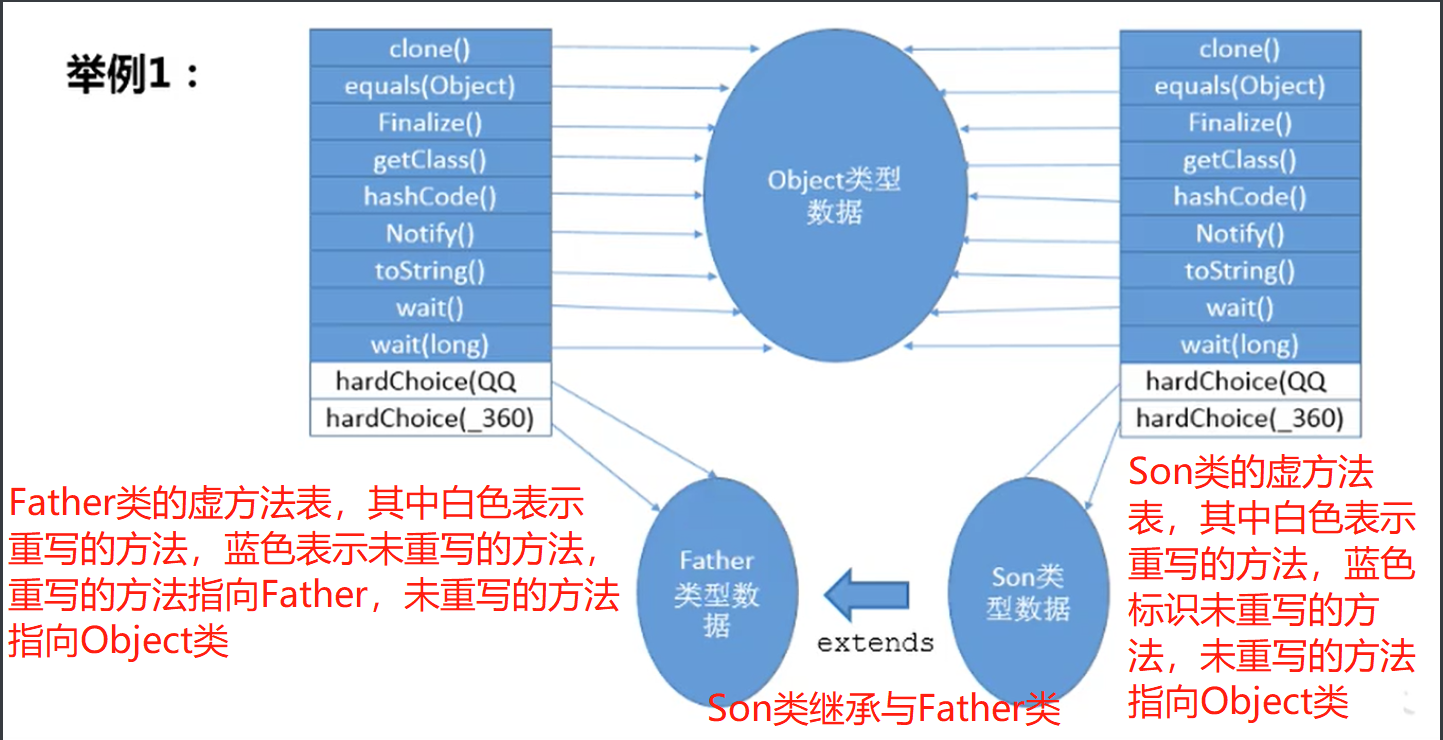 举例1：
clone()
equals(Object)
Finalize()
getClass()
hashCode()
Notify()
toString()
wait()
wait(long)
hardChoice(QQ
hardChoice(_360)
Object类型
数据
clone()
equals(Object)
Finalize()
getClass()
hashCode()
Notify()
toString()
wait()
wait(long)
hardChoice(QQ
hardChoice(_360)
Father类的虚方法表，其中白色表示
重写的方法，蓝色表示未重写的方法，
重写的方法指向Father，未重写的方法
指向Object类
Father
类型数
据
extends
Son类
型数据
Son类继承与Father类
Son类的虚方法
表，其中白色表示
重写的方法，蓝色
标识未重写的方
法，未重写的方法
指向Object类